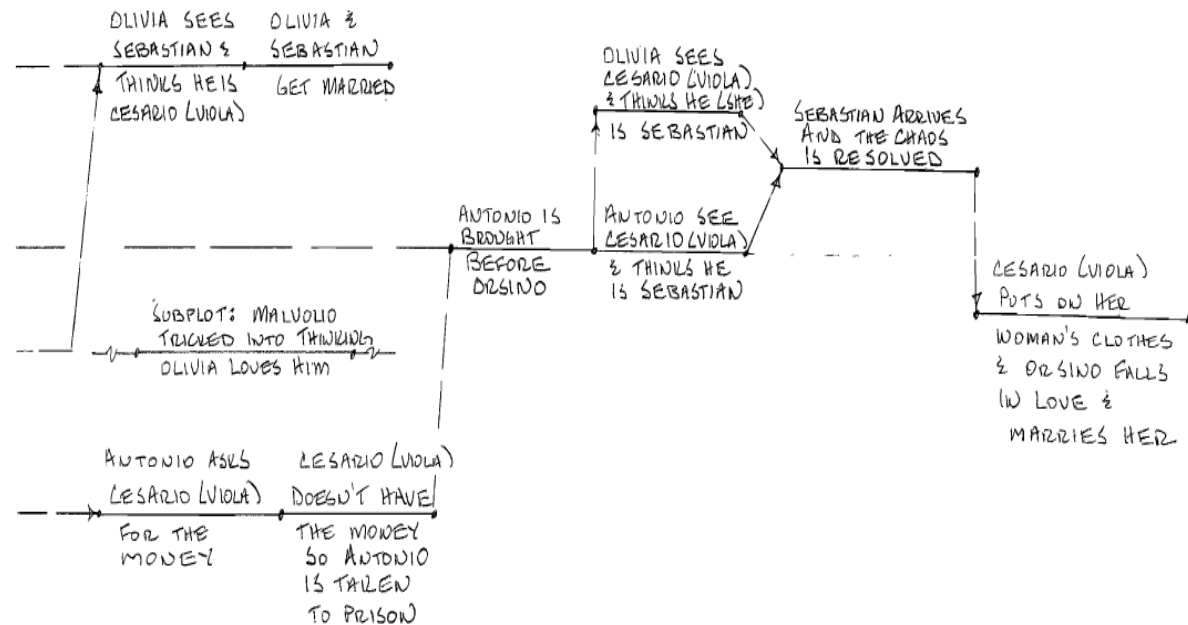 OLIVIA SEES
SEBASTIAN &
THINKS HE IS
CESARIO (VIOLA)
OLIVIA &
SEBASTIAN
GET MARRIED
OLIVIA SEES
CESARIO (VIOLA)
& THINKS HE (SHE)
IS SEBASTIAN
SEBASTIAN ARRIVES
AND THE CHAOS
IS RESOLVED
ANTONIO IS
BROUGHT
BEFORE
ORSINO
ANTONIO SEE
CESARIO (VIOLA)
& THINKS HE
IS SEBASTIAN
CESARIO (VIOLA)
PUTS ON HER
WOMAN'S CLOTHES
& ORSINO FALLS
IN LOVE &
MARRIES HER
SUBPLOT: MALVOLIO
TRICKED INTO THINKING
OLIVIA LOVES HIM
ANTONIO ASKS
CESARIO (VIOLA)
FOR THE
MONEY
CESARIO (VIOLA)
DOESN'T HAVE
THE MONEY
SO ANTONIO
IS TAKEN
TO PRISON